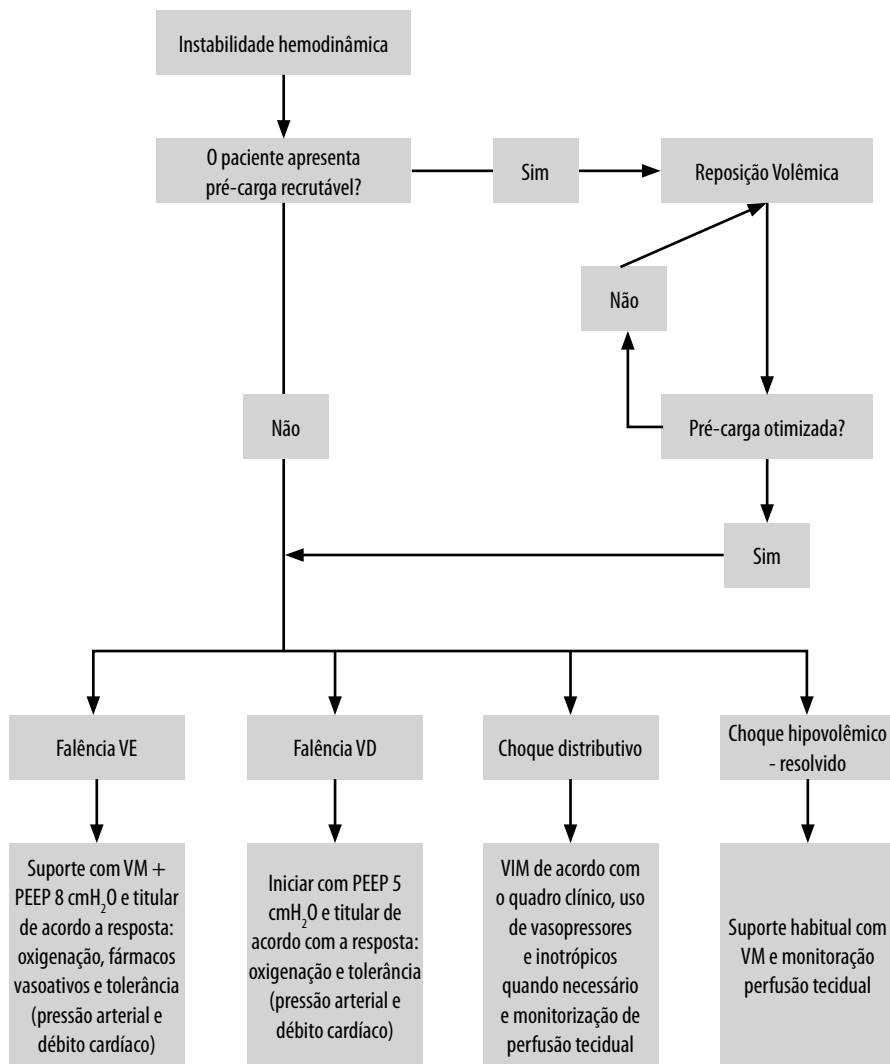 Instabilidade hemodinâmica
O paciente apresenta
pré-carga recrutável?
Sim
Reposição Volêmica
Não
Pré-carga otimizada?
Não
Sim
Falência VE
Falência VD
Choque distributivo
Choque hipovolêmico
- resolvido
Suporte com VM +
PEEP 8 cmH₂O e titular
de acordo a resposta:
oxigenação, fármacos
vasoativos e tolerância
(pressão arterial e
débito cardíaco)
Iniciar com PEEP 5
cmH₂O e titular de
acordo com a resposta:
oxigenação e tolerância
(pressão arterial e
débito cardíaco)
VIM de acordo com
o quadro clínico, uso
de vasopressores
e inotrópicos
quando necessário
e monitorização de
perfusão tecidual
Suporte habitual com
VM e monitoração
perfusão tecidual